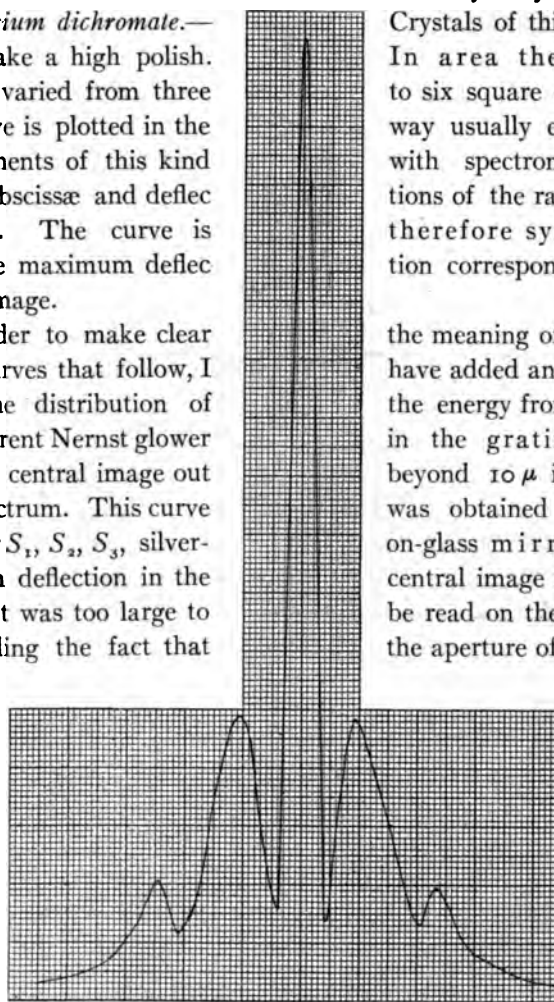 rium dichromate.— Crystals of thi
ake a high polish. In area the
varied from three to six square
e is plotted in the way usually e
ments of this kind with spectron
bscissæ and deflec tions of the ra
. The curve is therefore sy
e maximum deflec tion correspon
mage.
der to make clear the meaning o
rves that follow, I have added an
ne distribution of the energy fro
rent Nernst glower in the grati
central image out beyond 10 μ i
ctrum. This curve was obtained
S₁, S₂, S₃, silver- on-glass mirr
n deflection in the central image
t was too large to be read on the
ling the fact that the aperture of